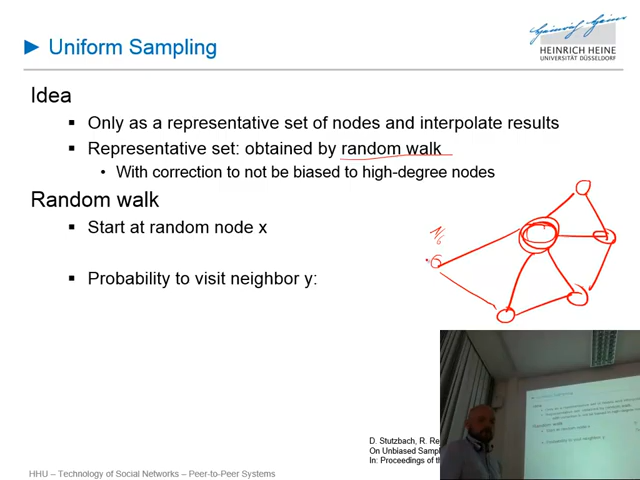 ► Uniform Sampling
Heinrich Heine
HEINRICH HEINE
UNIVERSITÄT DÜSSELDORF
Idea
▪ Only as a representative set of nodes and interpolate results
▪ Representative set: obtained by random walk
• With correction to not be biased to high-degree nodes
Random walk
▪ Start at random node x
▪ Probability to visit neighbor y:
D. Stutzbach, R. Re
On Unbiased Samp
In: Proceedings of th
HHU – Technology of Social Networks – Peer-to-Peer Systems